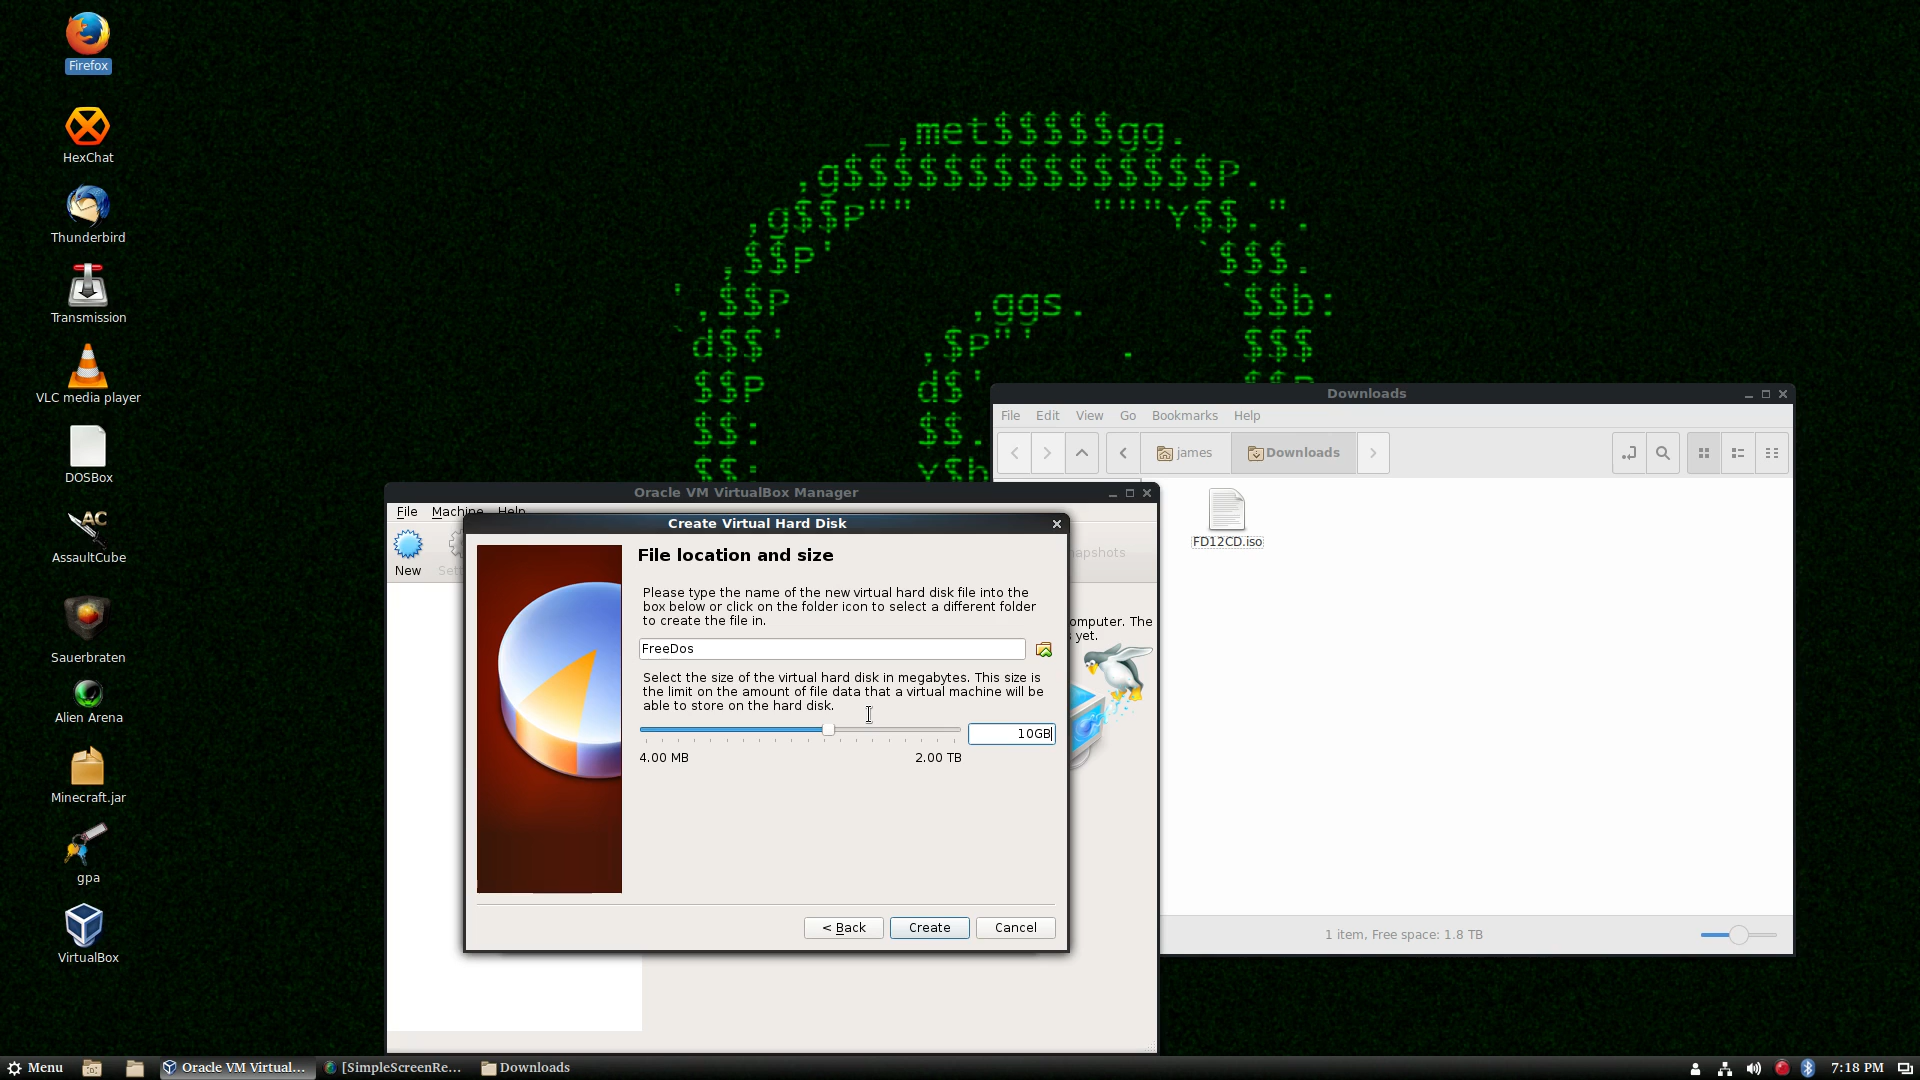 Firefox
HexChat
Thunderbird
Transmission
VLC media player
DOSBox
AssaultCube
Sauerbraten
Alien Arena
Minecraft.jar
gpa
VirtualBox
_,met$$$$$gg.
,g$$$$$$$$$$$$$$$P.
,g$$P"" """Y$$.".
,$$P' `$$$.
' ,$$P ,ggs. `$$b:
` d$$' ,$P"' . $$$
$$P d$'
$$: $$.
$$: Y$b
Downloads
File Edit View Go Bookmarks Help
james Downloads
FD12CD.iso
1 item, Free space: 1.8 TB
Oracle VM VirtualBox Manager
File Machine Help
New
omputer. The
yet.
Create Virtual Hard Disk
File location and size
Please type the name of the new virtual hard disk file into the
box below or click on the folder icon to select a different folder
to create the file in.
FreeDos
Select the size of the virtual hard disk in megabytes. This size is
the limit on the amount of file data that a virtual machine will be
able to store on the hard disk.
10GB
4.00 MB 2.00 TB
< Back Create Cancel
Menu Oracle VM Virtual... [SimpleScreenRe... Downloads 7:18 PM